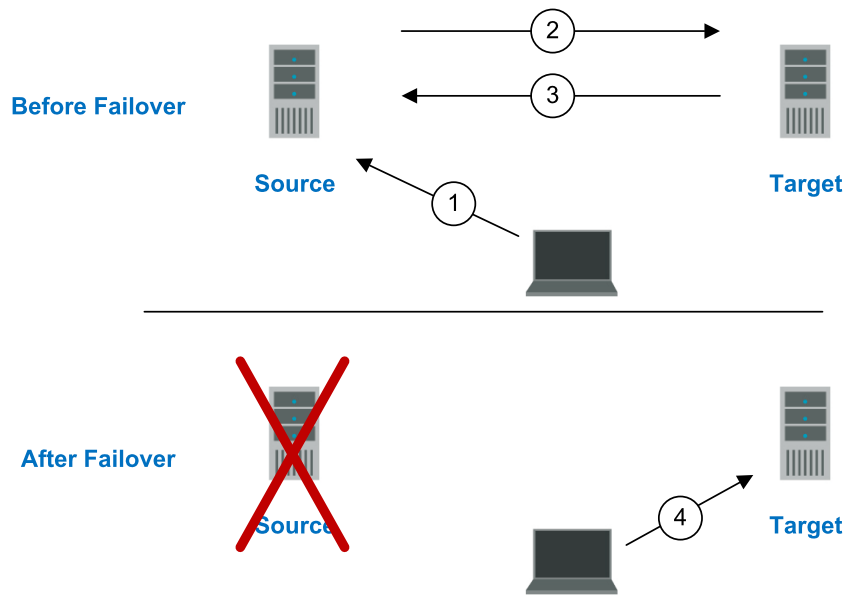 2
Before Failover
3
Source
Target
1
After Failover
Source
4
Target